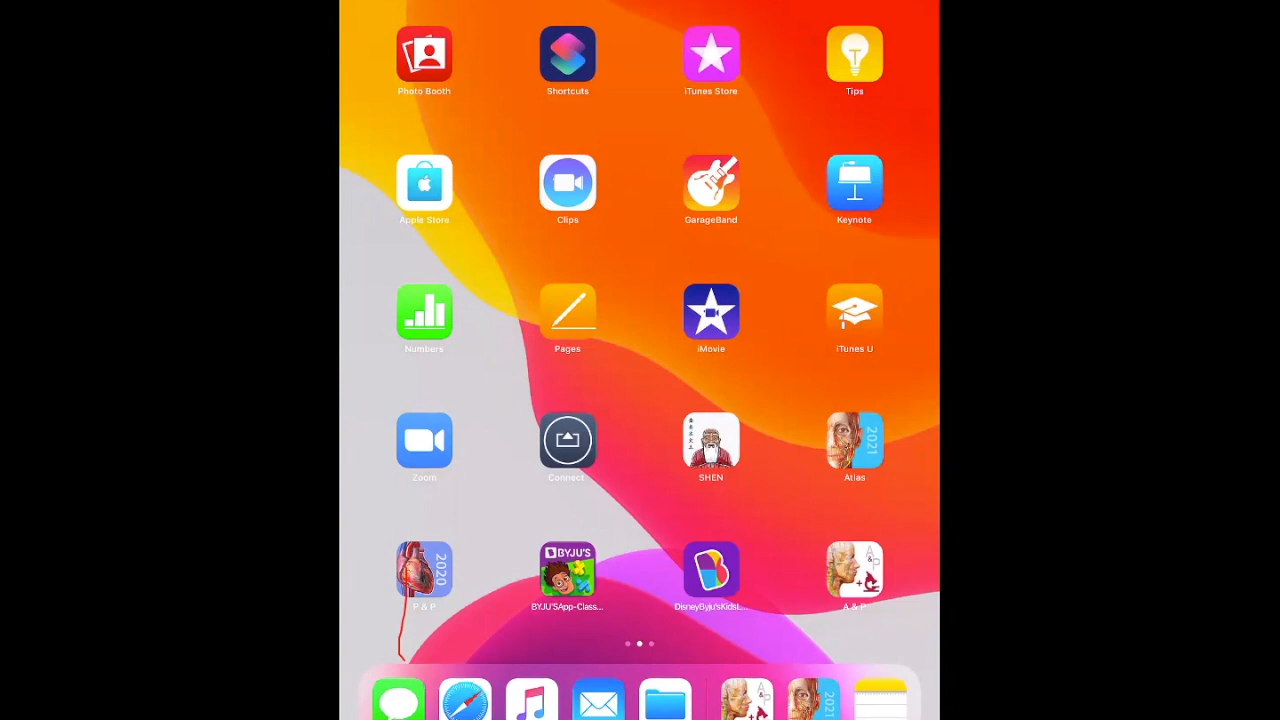 Photo Booth
Shortcuts
iTunes Store
Tips
Apple Store
Clips
GarageBand
Keynote
Numbers
Pages
iMovie
iTunes U
Zoom
Connect
SHEN
2021
Atlas
2020
P & P
BYJU'S
BYJU'SApp-Class...
DisneyByju'sKidsL...
A & P
A & P
A & P
2021